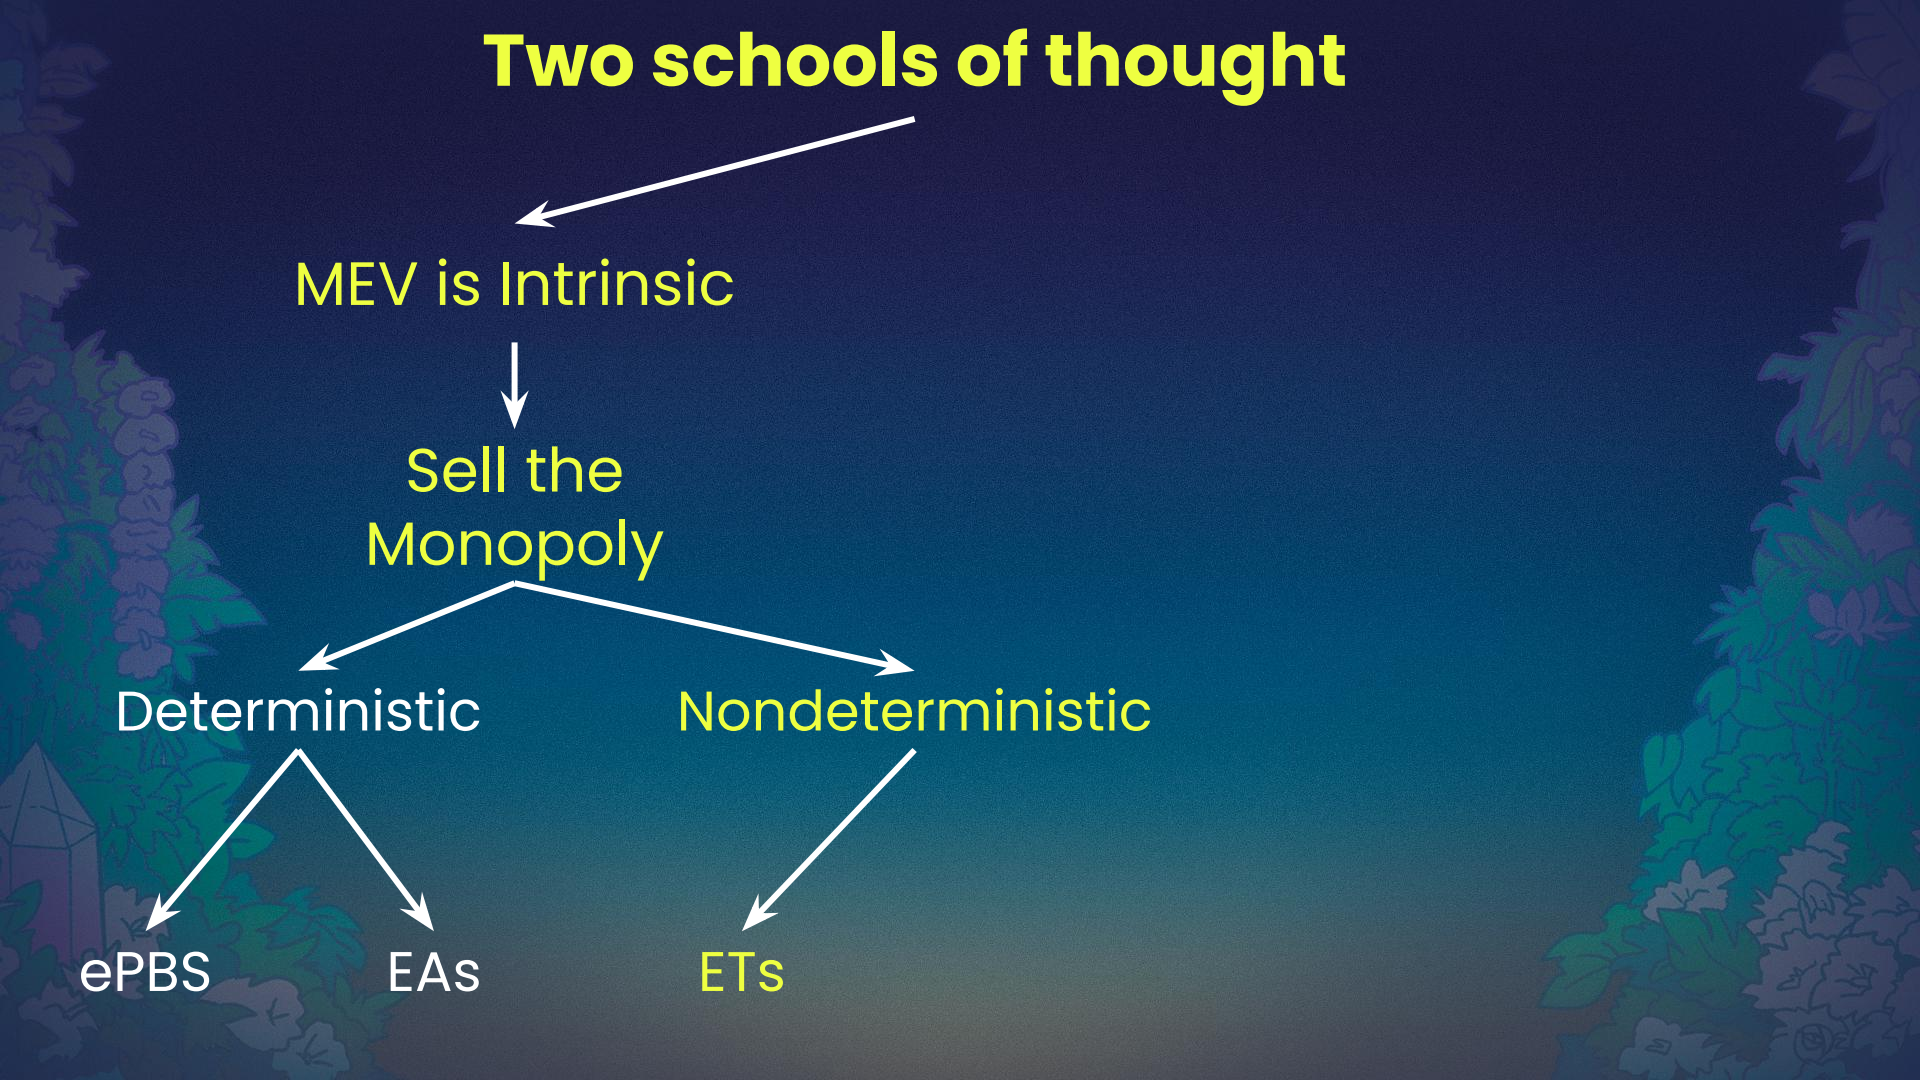 Two schools of thought
MEV is Intrinsic
Sell the
Monopoly
Deterministic
Nondeterministic
ePBS
EAs
ETs